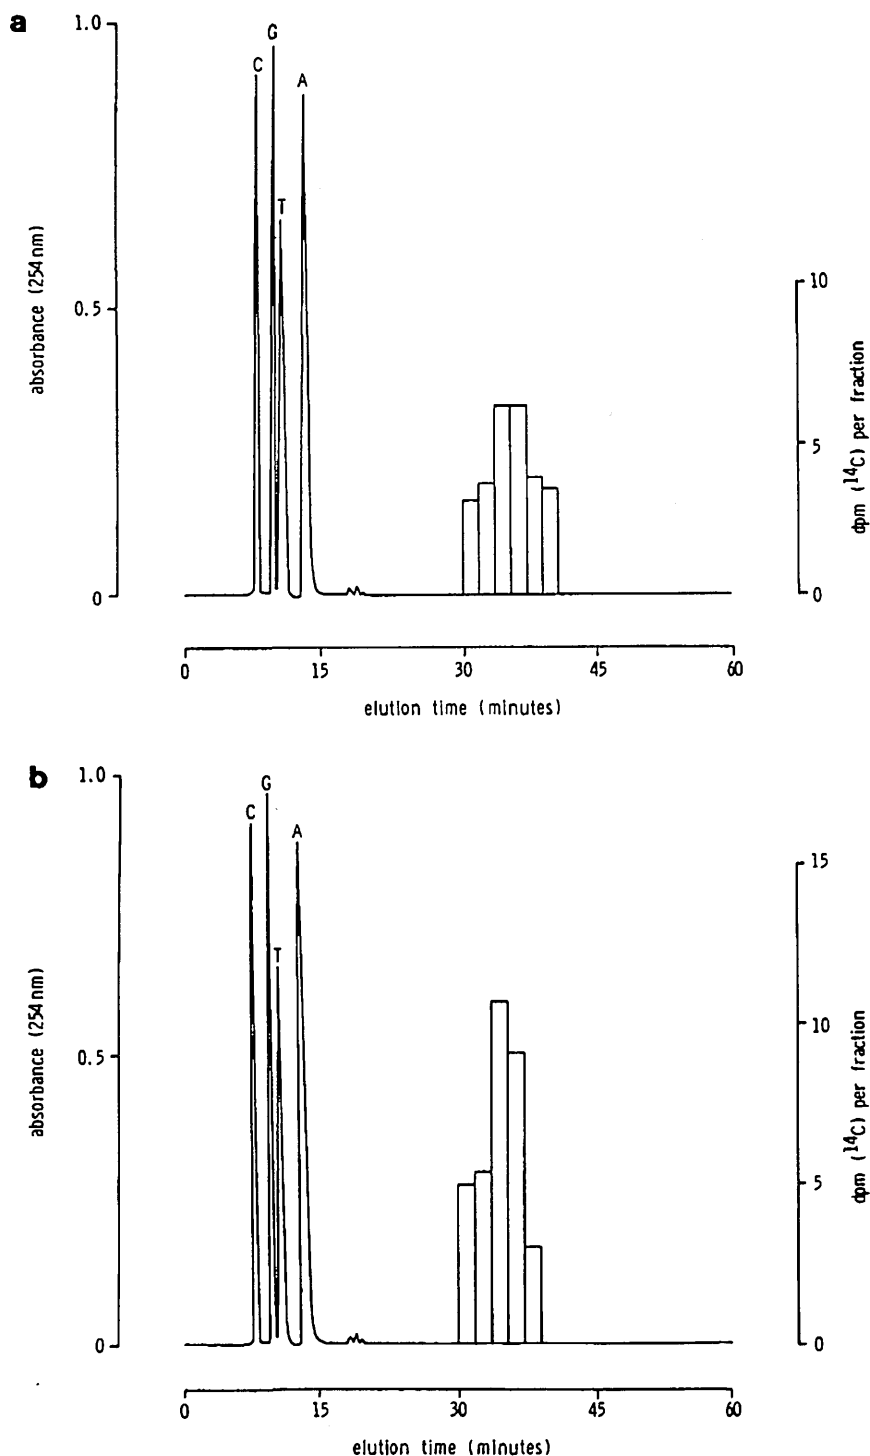 a
1.0
C
G
T
A
0.5
0
absorbance (254 nm)
10
5
0
dpm (14C) per fraction
0 15 30 45 60
elution time (minutes)
b
1.0
C
G
T
A
0.5
0
absorbance (254 nm)
15
10
5
0
dpm (14C) per fraction
0 15 30 45 60
elution time (minutes)